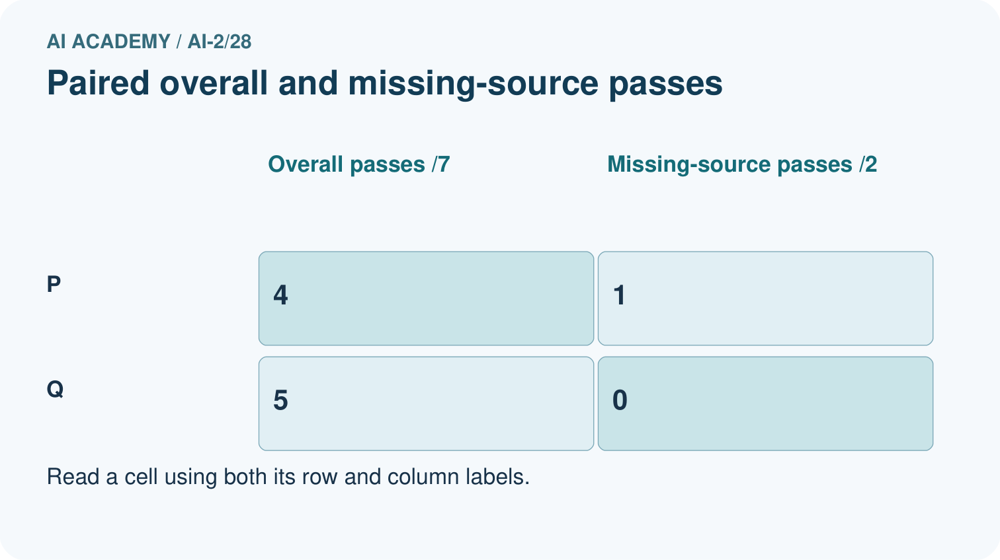 AI ACADEMY / AI-2/28
Paired overall and missing-source passes
Overall passes /7 Missing-source passes /2
P 4 1
Q 5 0
Read a cell using both its row and column labels.